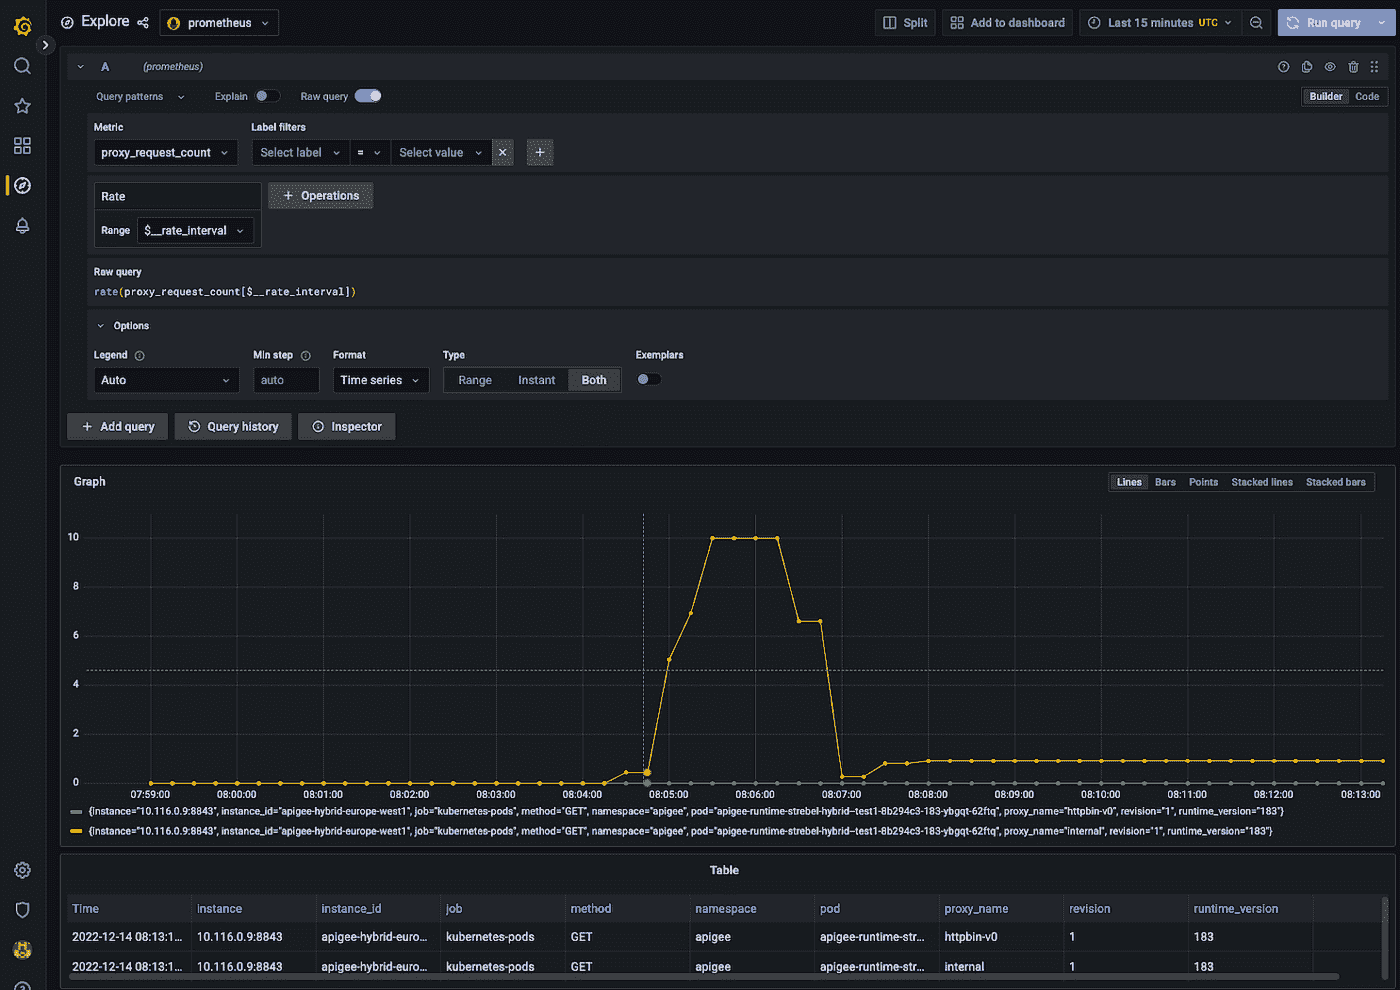 Explore prometheus Split Add to dashboard Last 15 minutes UTC Run query
A (prometheus)
Query patterns Explain Raw query Builder Code
Metric Label filters
proxy_request_count Select label = Select value
Rate + Operations
Range $__rate_interval
Raw query
rate(proxy_request_count[$__rate_interval])
Options
Legend Min step Format Type Exemplars
Auto auto Time series Range Instant Both
+ Add query Query history Inspector
Graph Lines Bars Points Stacked lines Stacked bars
10
8
6
4
2
0
07:59:00 08:00:00 08:01:00 08:02:00 08:03:00 08:04:00 08:05:00 08:06:00 08:07:00 08:08:00 08:09:00 08:10:00 08:11:00 08:12:00 08:13:00
{instance="10.116.0.9:8843", instance_id="apigee-hybrid-europe-west1", job="kubernetes-pods", method="GET", namespace="apigee", pod="apigee-runtime-strebel-hybrid--test1-8b294c3-183-ybgqt-62ftq", proxy_name="httpbin-v0", revision="1", runtime_version="183"}
{instance="10.116.0.9:8843", instance_id="apigee-hybrid-europe-west1", job="kubernetes-pods", method="GET", namespace="apigee", pod="apigee-runtime-strebel-hybrid--test1-8b294c3-183-ybgqt-62ftq", proxy_name="internal", revision="1", runtime_version="183"}
Table
Time instance instance_id job method namespace pod proxy_name revision runtime_version
2022-12-14 08:13:1... 10.116.0.9:8843 apigee-hybrid-euro... kubernetes-pods GET apigee apigee-runtime-str... httpbin-v0 1 183
2022-12-14 08:13:1... 10.116.0.9:8843 apigee-hybrid-euro... kubernetes-pods GET apigee apigee-runtime-str... internal 1 183